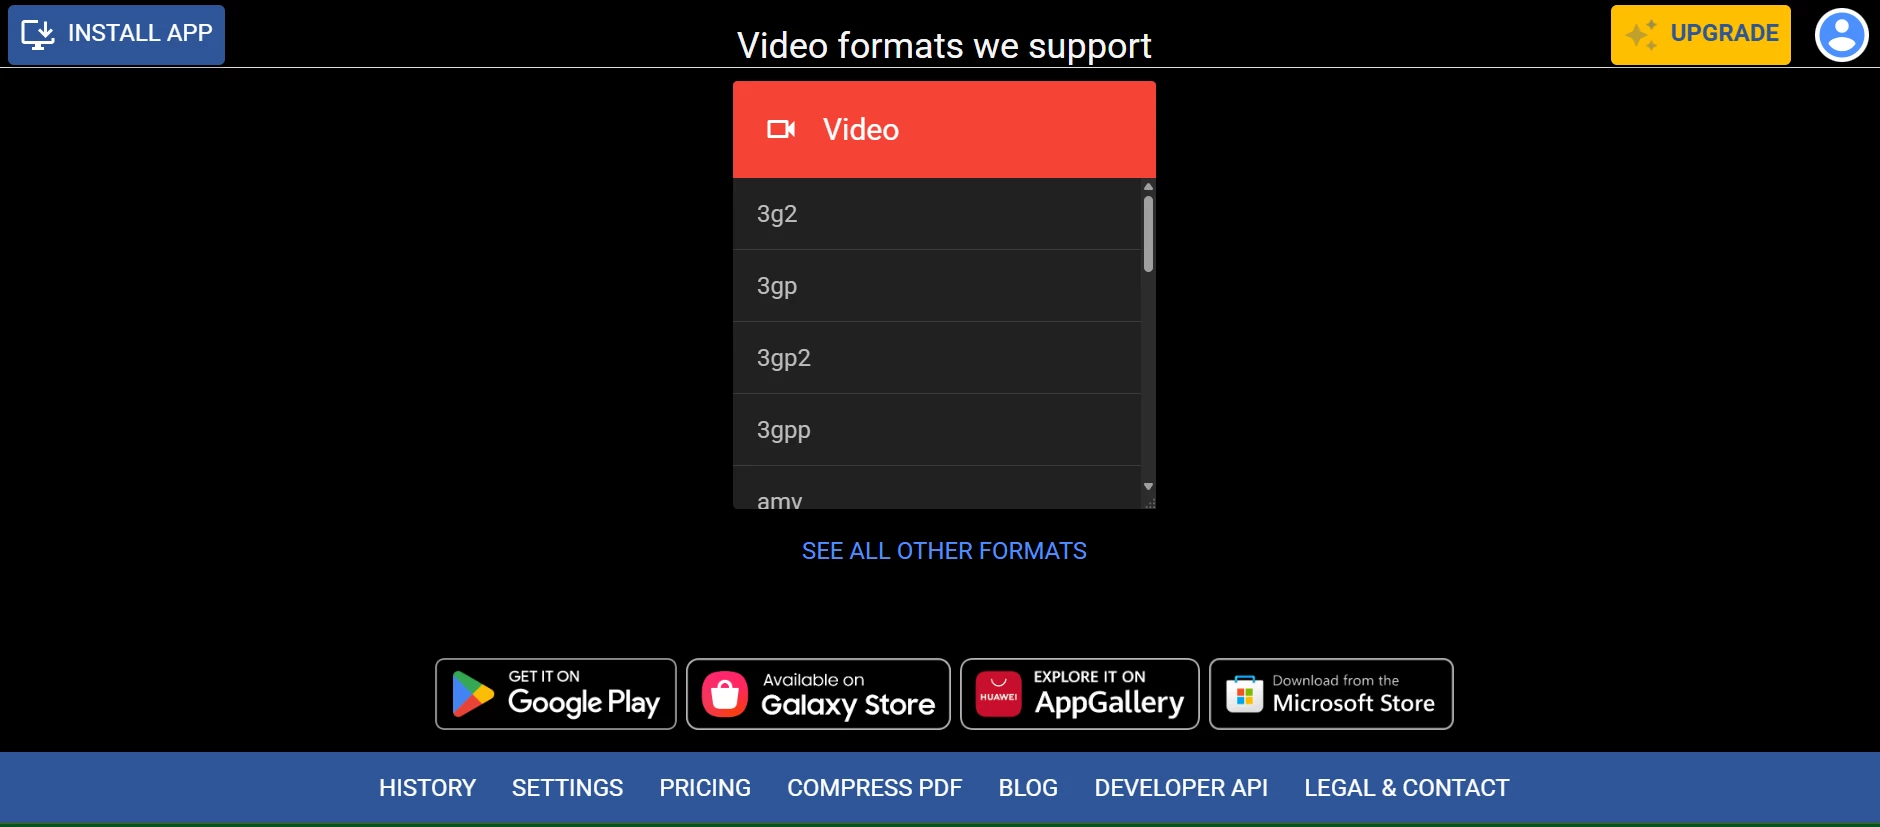 INSTALL APP
Video formats we support
UPGRADE
Video
3g2
3gp
3gp2
3gpp
amv
SEE ALL OTHER FORMATS
GET IT ON
Google Play
Available on
Galaxy Store
HUAWEI
EXPLORE IT ON
AppGallery
Download from the
Microsoft Store
HISTORY SETTINGS PRICING COMPRESS PDF BLOG DEVELOPER API LEGAL & CONTACT